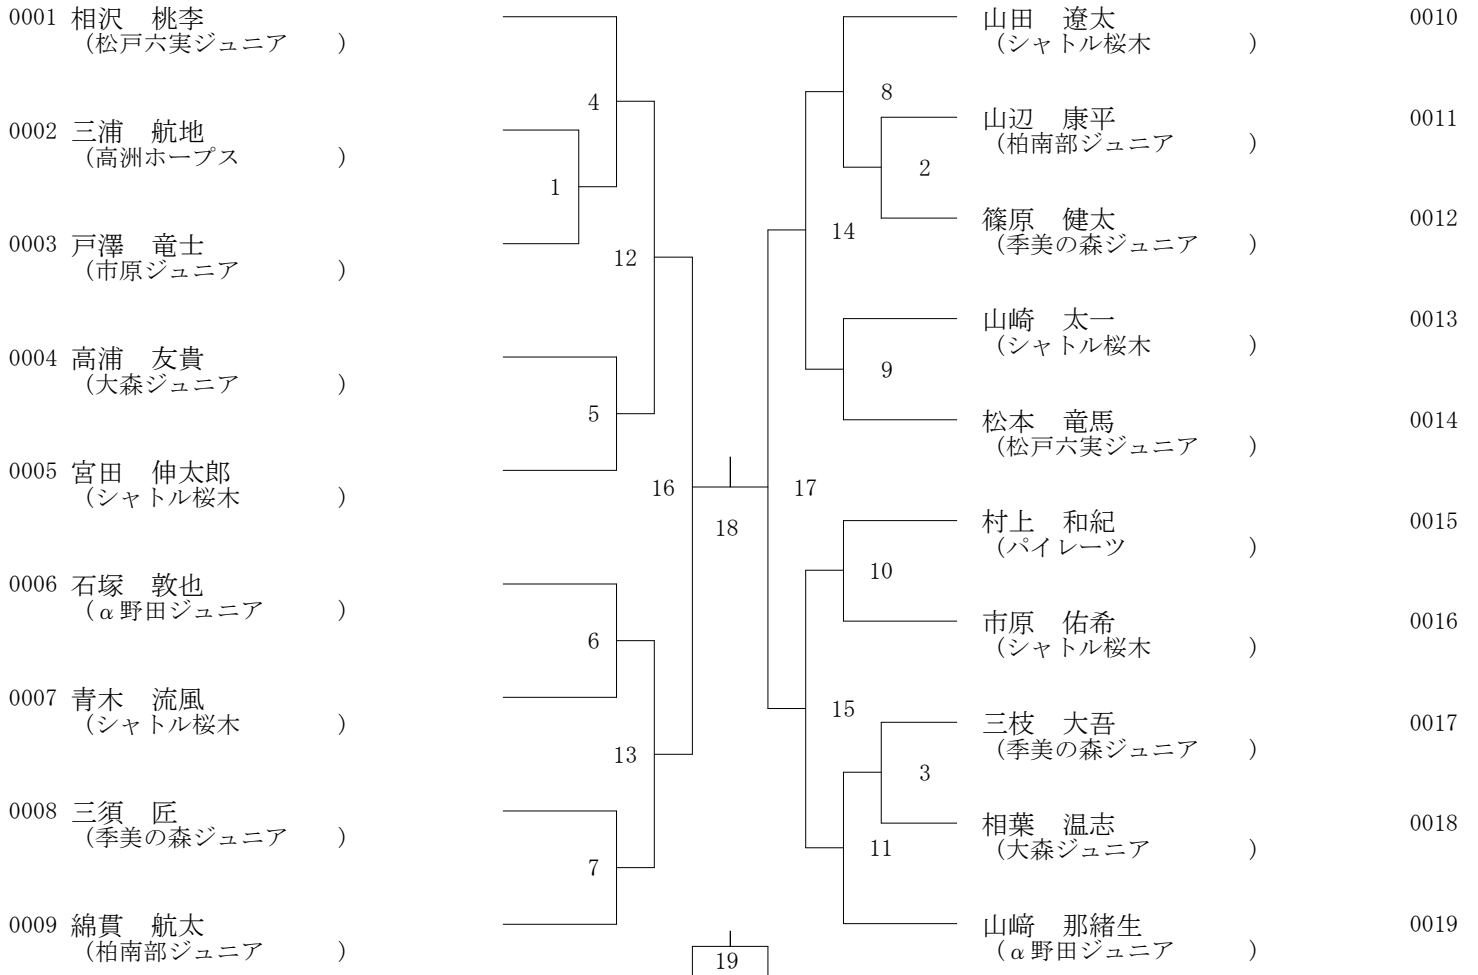 0001 相沢　桃李
（松戸六実ジュニア　　）
0002 三浦　航地
（高洲ホープス　　　　）
0003 戸澤　竜士
（市原ジュニア　　　　）
0004 高浦　友貴
（大森ジュニア　　　　）
0005 宮田　伸太郎
（シャトル桜木　　　　）
0006 石塚　敦也
（α野田ジュニア　　　）
0007 青木　流風
（シャトル桜木　　　　）
0008 三須　匠
（季美の森ジュニア　　）
0009 綿貫　航太
（柏南部ジュニア　　　）
4
1
12
5
16
6
13
7
18
19
8
2
14
9
17
10
15
3
11
山田　遼太 0010
（シャトル桜木　　　　）
山辺　康平 0011
（柏南部ジュニア　　　）
篠原　健太 0012
（季美の森ジュニア　　）
山崎　太一 0013
（シャトル桜木　　　　）
松本　竜馬 0014
（松戸六実ジュニア　　）
村上　和紀 0015
（パイレーツ　　　　　）
市原　佑希 0016
（シャトル桜木　　　　）
三枝　大吾 0017
（季美の森ジュニア　　）
相葉　温志 0018
（大森ジュニア　　　　）
山﨑　那緒生 0019
（α野田ジュニア　　　）